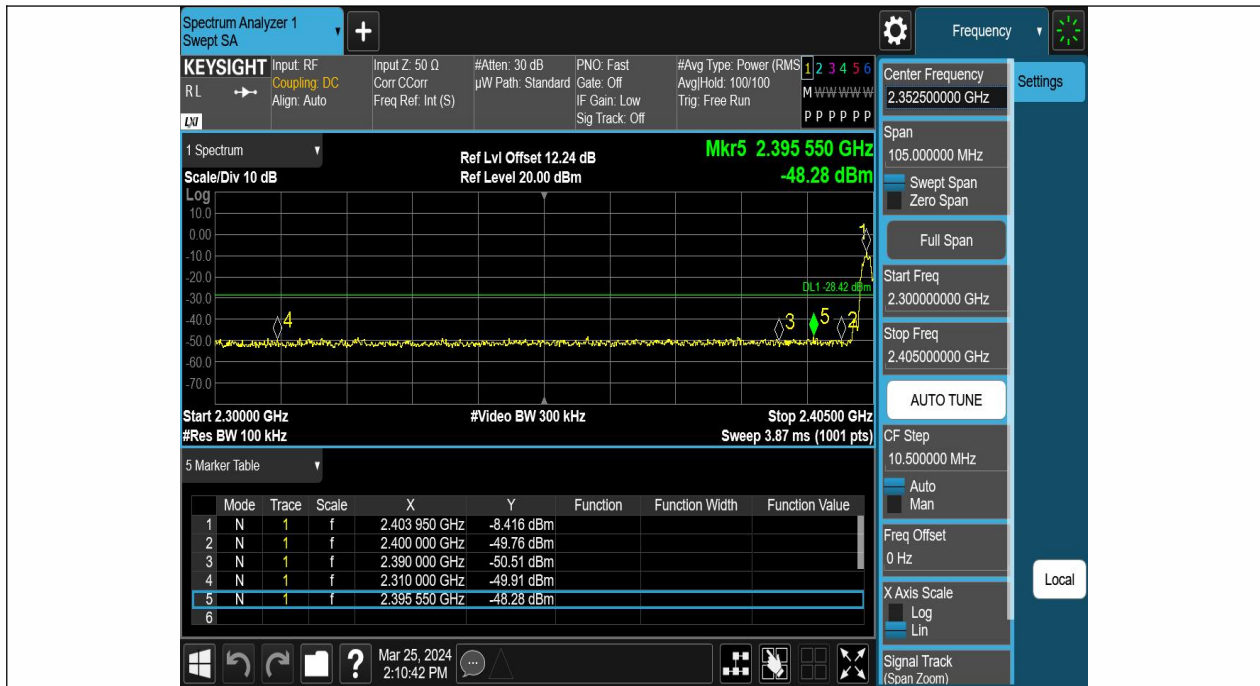 Spectrum Analyzer 1
Swept SA
+
Frequency
KEYSIGHT
Input: RF
Input Z: 50 Ω
#Atten: 30 dB
PNO: Fast
#Avg Type: Power (RMS
1 2 3 4 5 6
R L
Coupling: DC
Corr CCorr
µW Path: Standard
Gate: Off
Avg|Hold: 100/100
M W W W W W
Align: Auto
Freq Ref: Int (S)
IF Gain: Low
Trig: Free Run
Sig Track: Off
P P P P P P
LXI
1 Spectrum
Ref Lvl Offset 12.24 dB
Mkr5 2.395 550 GHz
Scale/Div 10 dB
Ref Level 20.00 dBm
-48.28 dBm
Log
10.0
0.00
-10.0
-20.0
-30.0
-40.0
-50.0
-60.0
-70.0
1
DL1 -28.42 dBm
4
3
5
2
Start 2.30000 GHz
#Video BW 300 kHz
Stop 2.40500 GHz
#Res BW 100 kHz
Sweep 3.87 ms (1001 pts)
5 Marker Table
Mode Trace Scale X Y Function Function Width Function Value
1 N 1 f 2.403 950 GHz -8.416 dBm
2 N 1 f 2.400 000 GHz -49.76 dBm
3 N 1 f 2.390 000 GHz -50.51 dBm
4 N 1 f 2.310 000 GHz -49.91 dBm
5 N 1 f 2.395 550 GHz -48.28 dBm
6
?
Mar 25, 2024
2:10:42 PM
Center Frequency
2.352500000 GHz
Settings
Span
105.000000 MHz
Swept Span
Zero Span
Full Span
Start Freq
2.300000000 GHz
Stop Freq
2.405000000 GHz
AUTO TUNE
CF Step
10.500000 MHz
Auto
Man
Freq Offset
0 Hz
Local
X Axis Scale
Log
Lin
Signal Track
(Span Zoom)